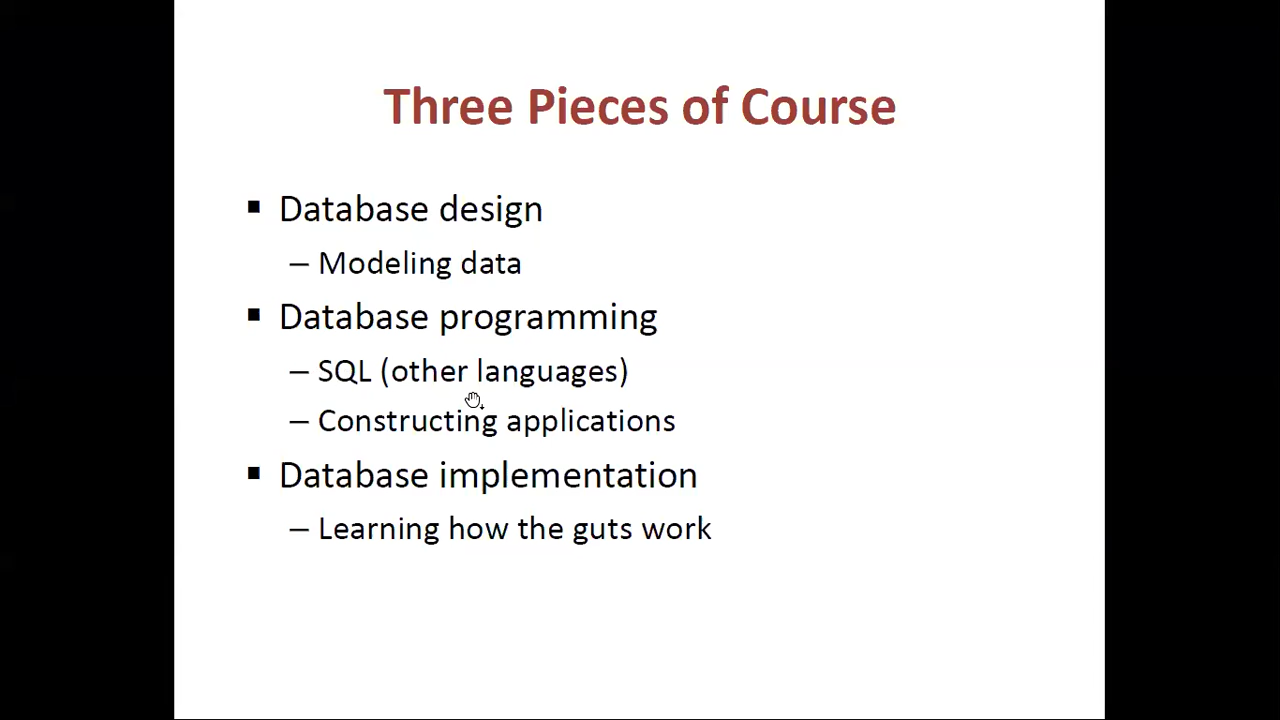 Three Pieces of Course
▪ Database design
– Modeling data
▪ Database programming
– SQL (other languages)
– Constructing applications
▪ Database implementation
– Learning how the guts work